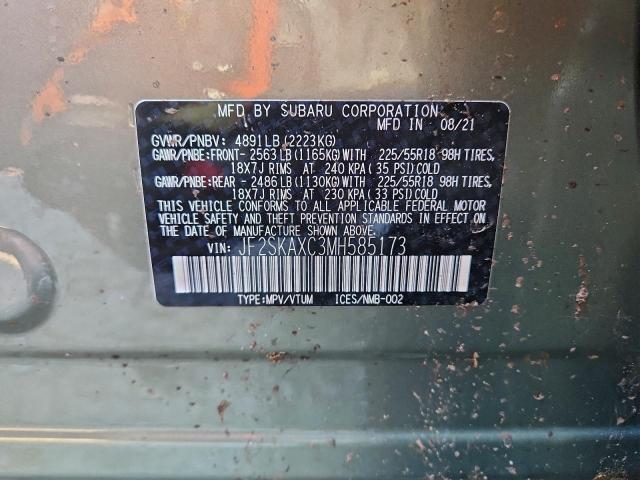 MFD BY SUBARU CORPORATION
MFD IN 08/21
GVWR/PNBV: 4891LB (2223KG)
GAWR/PNBE:FRONT- 2563LB(1165KG)WITH 225/55R18 98H TIRES,
18X7J RIMS AT 240 KPA (35 PSI)COLD
GAWR/PNBE:REAR - 2486LB(1130KG)WITH 225/55R18 98H TIRES,
18X7J RIMS AT 230 KPA (33 PSI)COLD
THIS VEHICLE CONFORMS TO ALL APPLICABLE FEDERAL MOTOR
VEHICLE SAFETY AND THEFT PREVENTION STANDARDS IN EFFECT ON
THE DATE OF MANUFACTURE SHOWN ABOVE.
VIN: JF2SKAXC3MH585173
TYPE:MPV/VTUM ICES/NMB-002